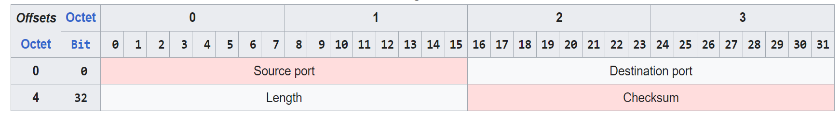 Offsets Octet 0 1 2 3
Octet Bit 0 1 2 3 4 5 6 7 8 9 10 11 12 13 14 15 16 17 18 19 20 21 22 23 24 25 26 27 28 29 30 31
0 0 Source port Destination port
4 32 Length Checksum